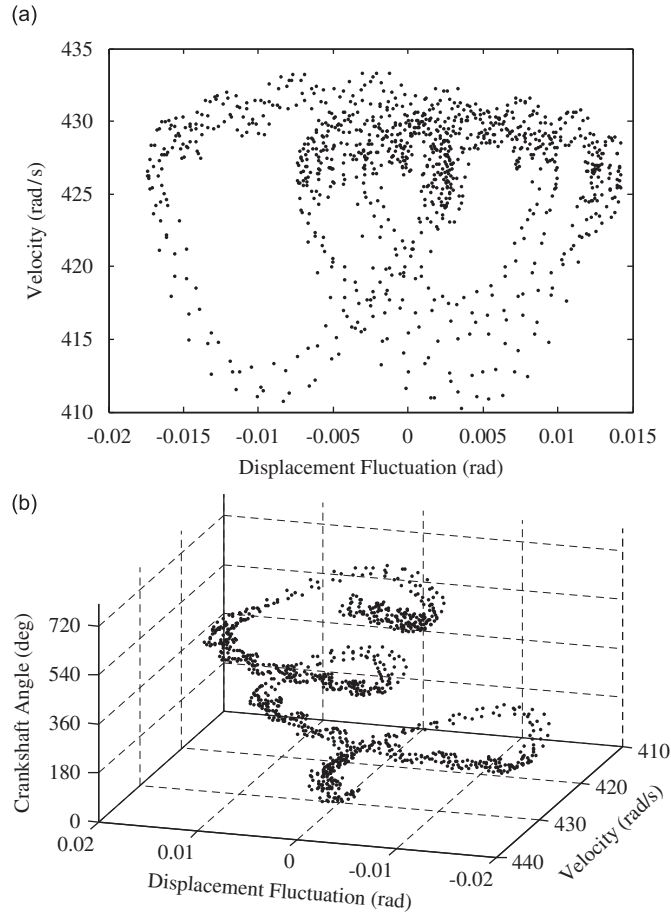 (a)
435
430
425
420
415
410
Velocity (rad/s)
-0.02 -0.015 -0.01 -0.005 0 0.005 0.01 0.015
Displacement Fluctuation (rad)
(b)
720
540
360
180
0
Crankshaft Angle (deg)
0.02 0.01 0 -0.01 -0.02
Displacement Fluctuation (rad)
410
420
430
440
Velocity (rad/s)